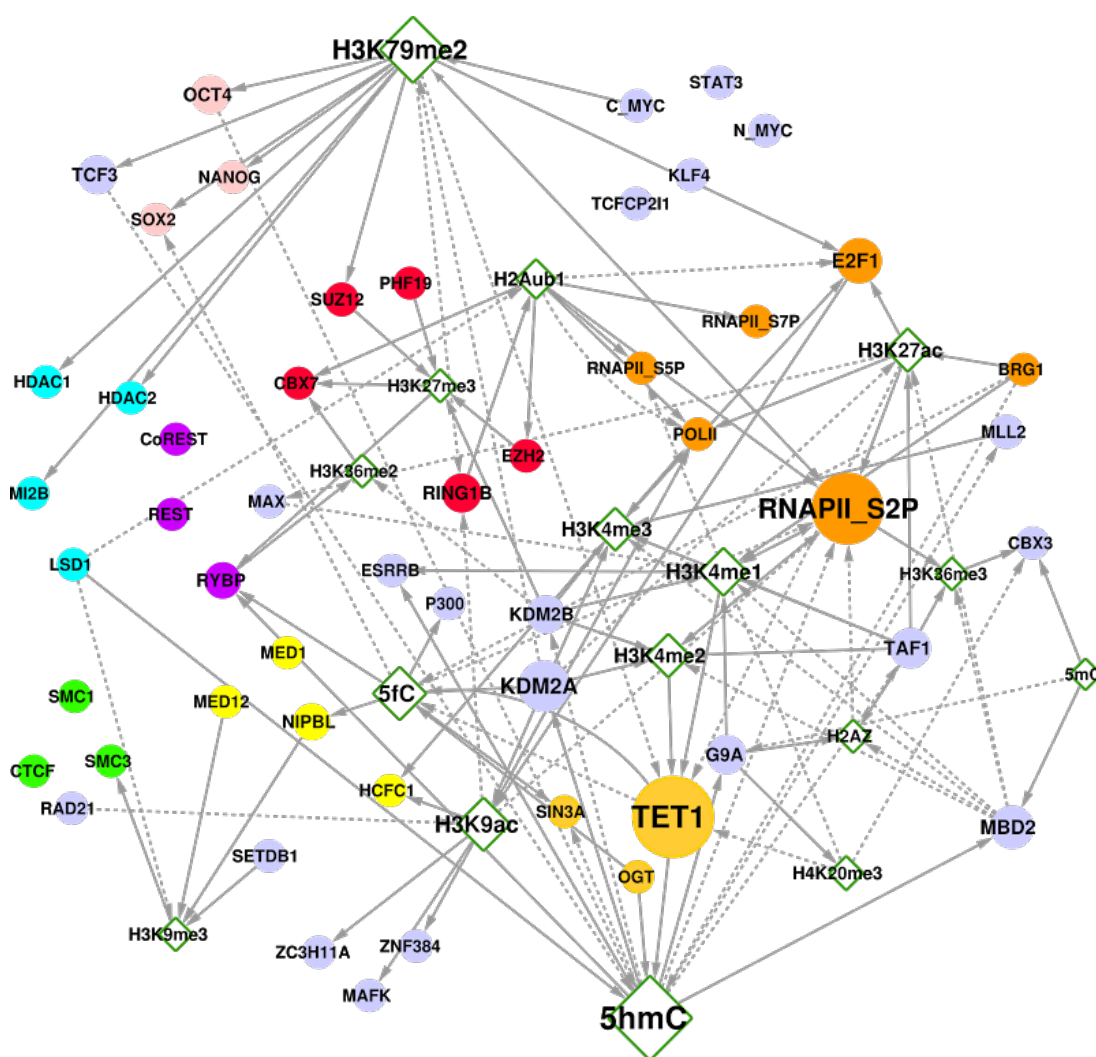 H3K79me2
OCT4
C_MYC
STAT3
N_MYC
TCF3
NANOG
KLF4
SOX2
TCFCP2I1
E2F1
H2Aub1
PHF19
SUZ12
RNAPII_S7P
H3K27ac
HDAC1
HDAC2
CBX7
H3K27me3
RNAPII_S5P
BRG1
CoREST
POLII
MLL2
EZH2
H3K36me2
MI2B
MAX
RING1B
REST
RNAPII_S2P
H3K4me3
CBX3
LSD1
RYBP
ESRRB
H3K4me1
H3K36me3
P300
KDM2B
MED1
H3K4me2
TAF1
5mC
SMC1
MED12
5fC
KDM2A
NIPBL
H2AZ
G9A
CTCF
SMC3
HCFC1
RAD21
H3K9ac
SIN3A
TET1
MBD2
SETDB1
OGT
H4K20me3
H3K9me3
ZC3H11A
ZNF384
MAFK
5hmC